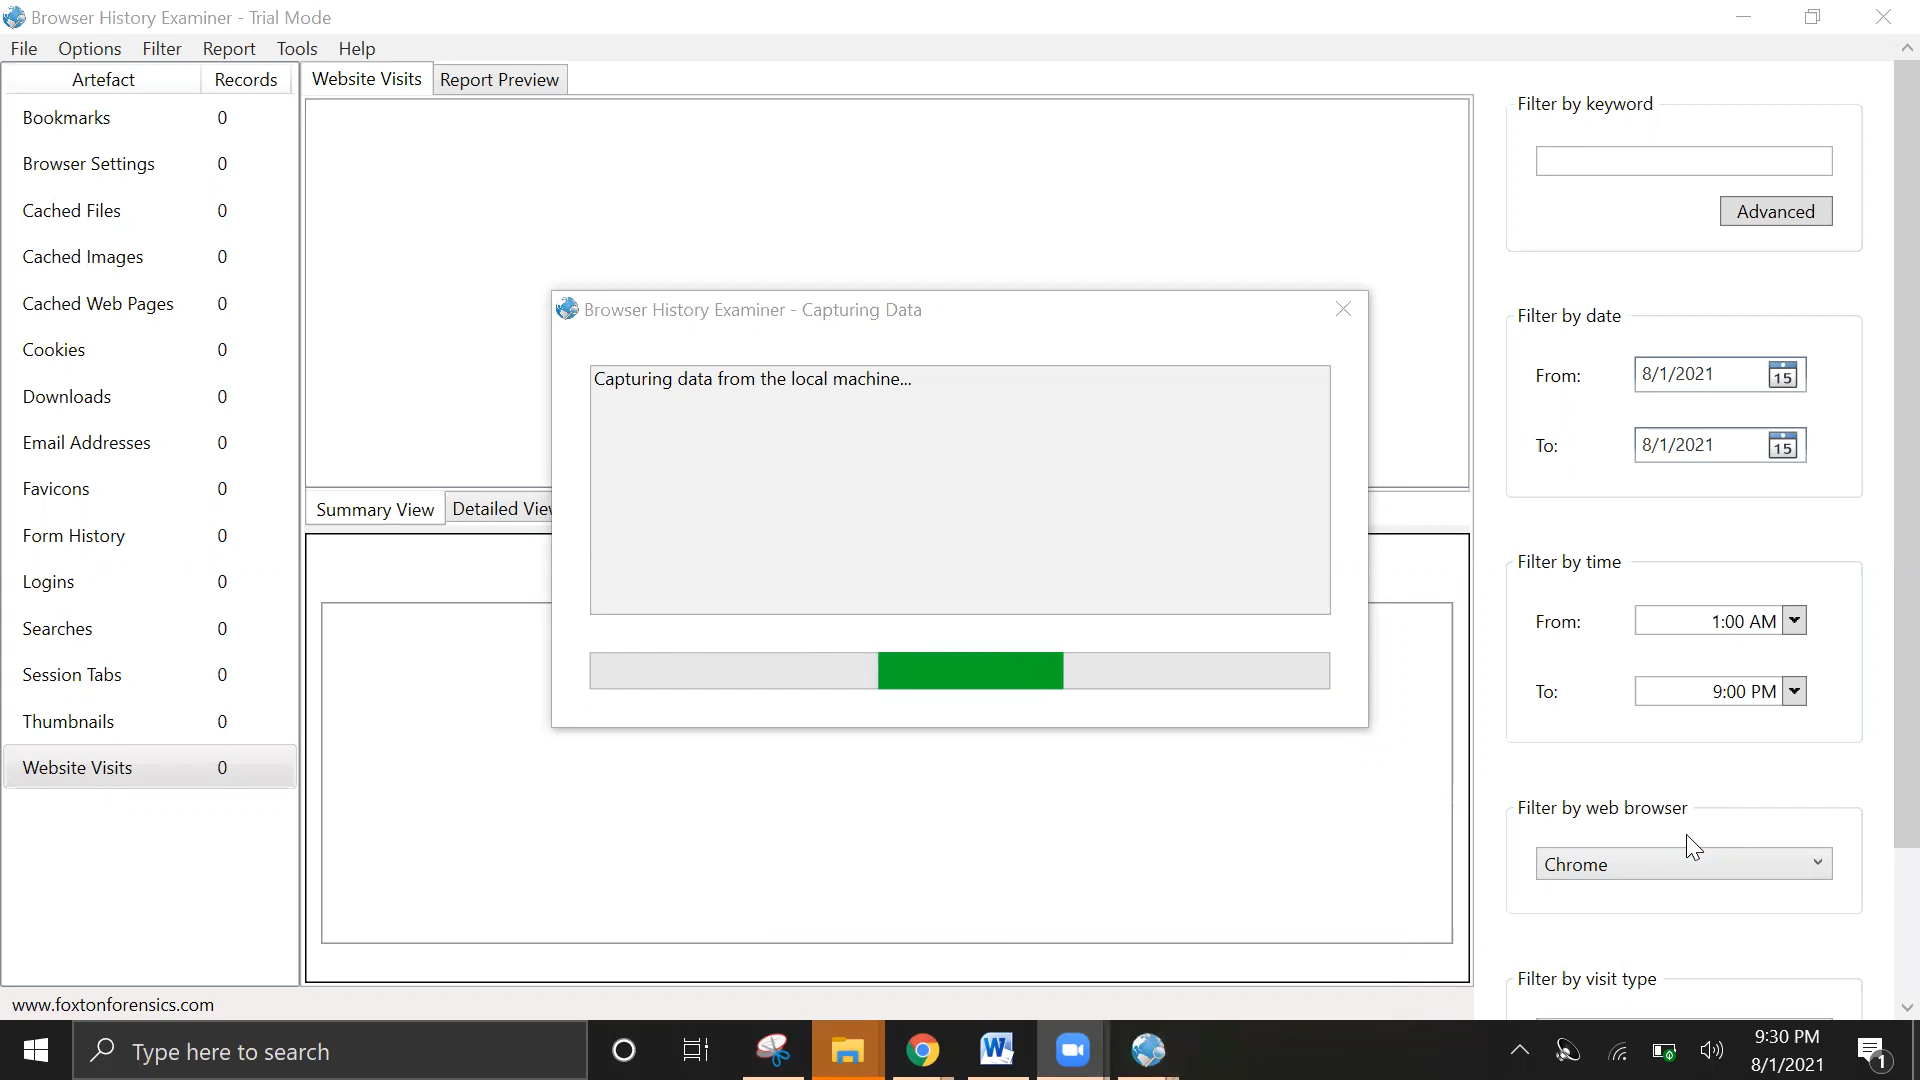 Browser History Examiner - Trial Mode
File Options Filter Report Tools Help
Artefact Records
Bookmarks 0
Browser Settings 0
Cached Files 0
Cached Images 0
Cached Web Pages 0
Cookies 0
Downloads 0
Email Addresses 0
Favicons 0
Form History 0
Logins 0
Searches 0
Session Tabs 0
Thumbnails 0
Website Visits 0
Website Visits Report Preview
Summary View Detailed View
Browser History Examiner - Capturing Data
Capturing data from the local machine...
Filter by keyword
Advanced
Filter by date
From: 8/1/2021 15
To: 8/1/2021 15
Filter by time
From: 1:00 AM
To: 9:00 PM
Filter by web browser
Chrome
Filter by visit type
www.foxtonforensics.com
Type here to search
W
9:30 PM
8/1/2021
1